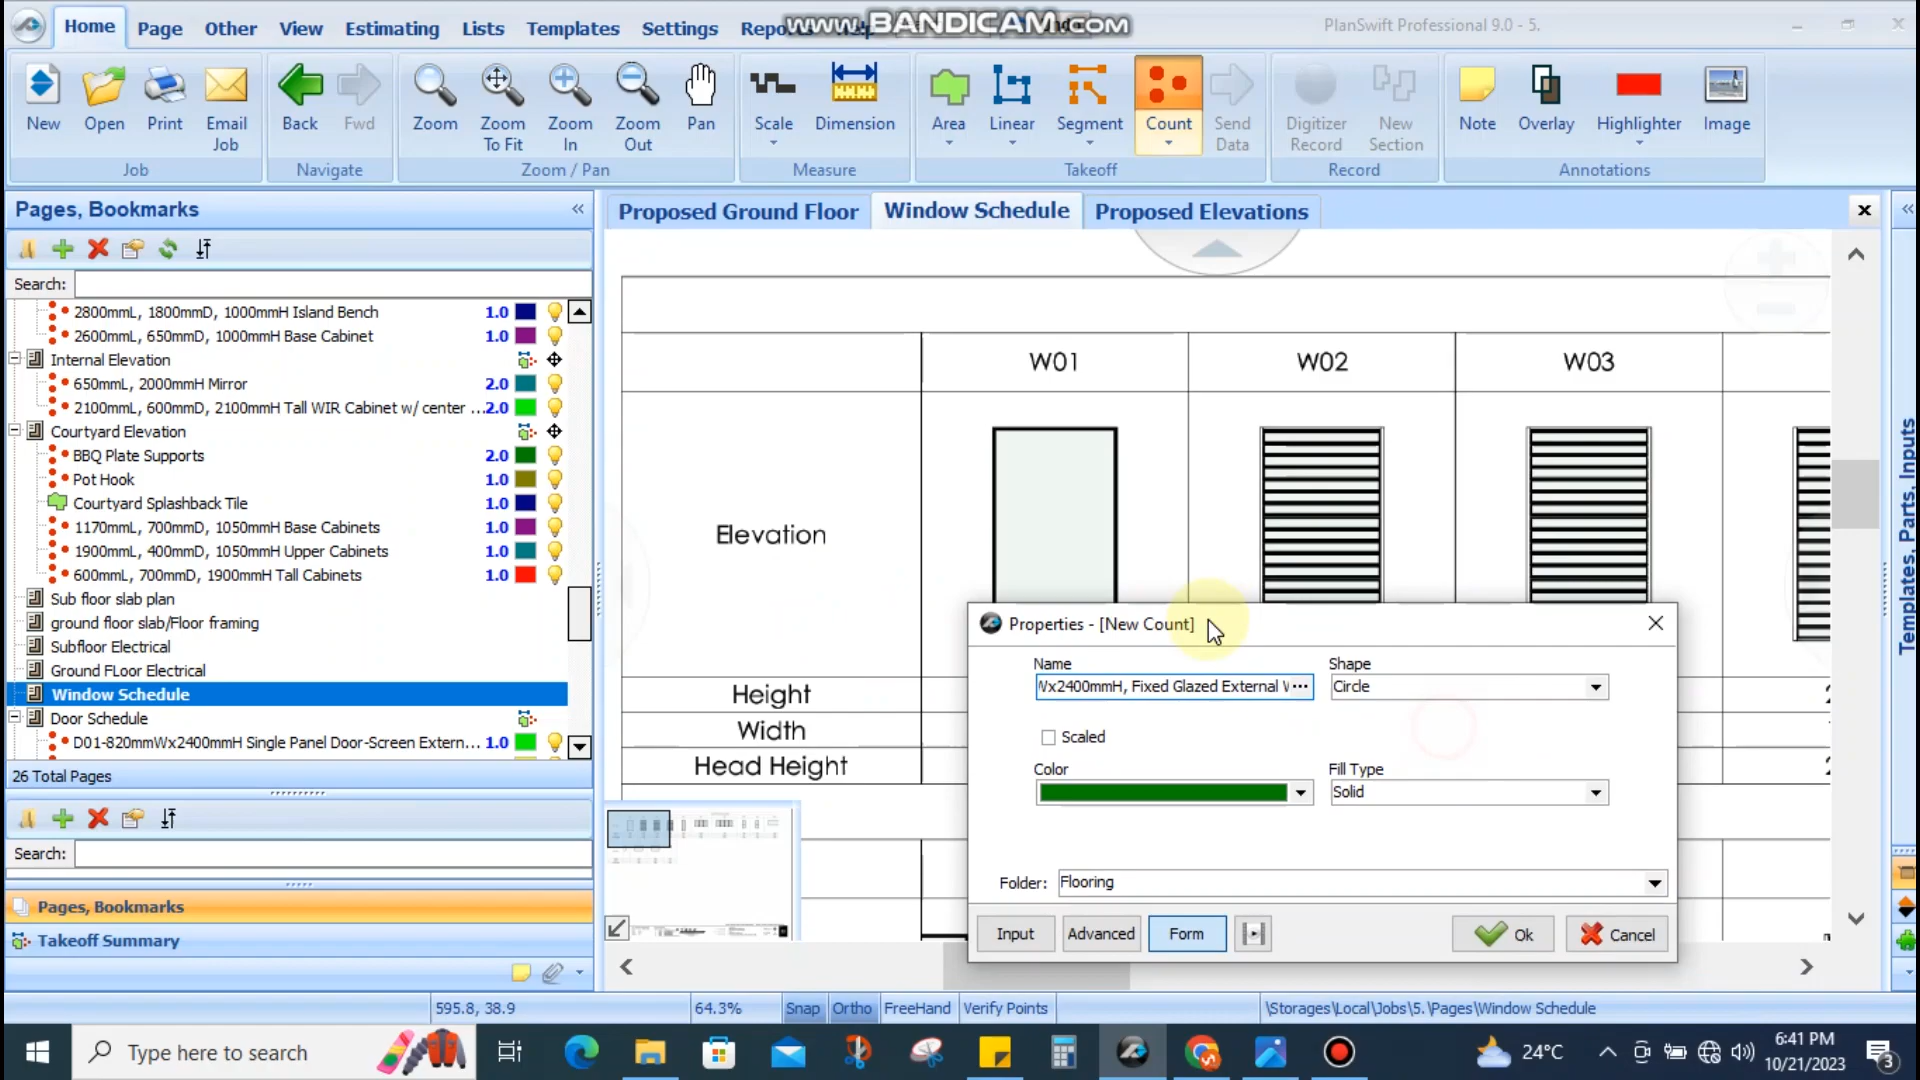 Home Page Other View Estimating Lists Templates Settings
www.BANDICAM.com
PlanSwift Professional 9.0 - 5.
New Open Print Email Job
Back Fwd
Zoom Zoom To Fit Zoom In Zoom Out Pan
Scale Dimension
Area Linear Segment Count Send Data
Digitizer Record New Section
Note Overlay Highlighter Image
Job Navigate Zoom / Pan Measure Takeoff Record Annotations
Pages, Bookmarks
Proposed Ground Floor Window Schedule Proposed Elevations
Search:
2800mmL, 1800mmD, 1000mmH Island Bench 1.0
2600mmL, 650mmD, 1000mmH Base Cabinet 1.0
Internal Elevation
650mmL, 2000mmH Mirror 2.0
2100mmL, 600mmD, 2100mmH Tall WIR Cabinet w/ center ... 2.0
Courtyard Elevation
BBQ Plate Supports 2.0
Pot Hook 1.0
Courtyard Splashback Tile 1.0
1170mmL, 700mmD, 1050mmH Base Cabinets 1.0
1900mmL, 400mmD, 1050mmH Upper Cabinets 1.0
600mmL, 700mmD, 1900mmH Tall Cabinets 1.0
Sub floor slab plan
ground floor slab/Floor framing
Subfloor Electrical
Ground FLoor Electrical
Window Schedule
Door Schedule
D01-820mmWx2400mmH Single Panel Door-Screen Extern... 1.0
26 Total Pages
Search:
Pages, Bookmarks
Takeoff Summary
W01 W02 W03
Elevation
Height
Width
Head Height
Templates, Parts, Inputs
Properties - [New Count]
Name Shape
Wx2400mmH, Fixed Glazed External ... Circle
Scaled
Color Fill Type
Solid
Folder: Flooring
Input Advanced Form Ok Cancel
595.8, 38.9 64.3% Snap Ortho FreeHand Verify Points \Storages\Local\Jobs\5.\Pages\Window Schedule
Type here to search
24°C
6:41 PM
10/21/2023
3